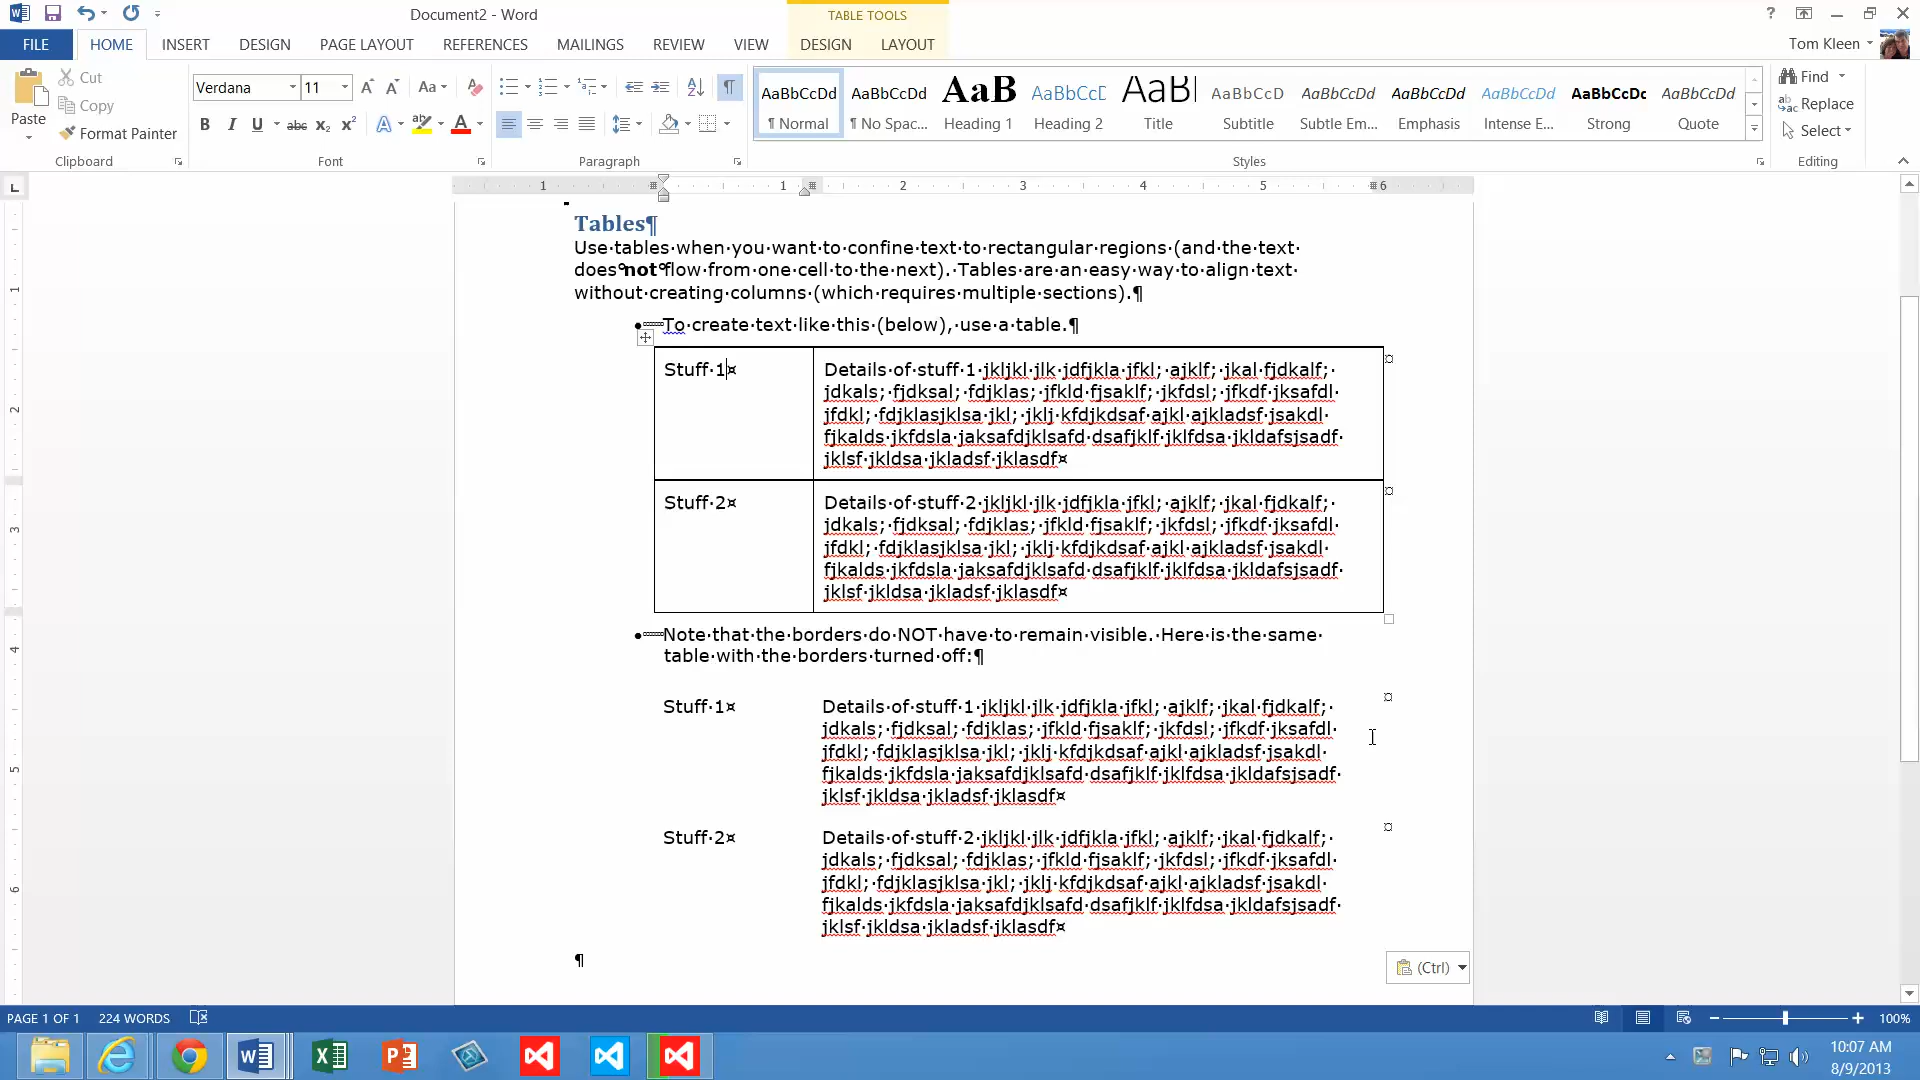 Document2 - Word
TABLE TOOLS
FILE HOME INSERT DESIGN PAGE LAYOUT REFERENCES MAILINGS REVIEW VIEW DESIGN LAYOUT Tom Kleen
Paste
Cut
Copy
Format Painter
Clipboard
Verdana 11
Font
Paragraph
AaBbCcDd AaBbCcDd AaB AaBbCcD AaBl AaBbCcD AaBbCcDd AaBbCcDd AaBbCcDd AaBbCcDc AaBbCcDd
¶ Normal ¶ No Spac... Heading 1 Heading 2 Title Subtitle Subtle Em... Emphasis Intense E... Strong Quote
Styles
Find
Replace
Select
Editing
1 1 2 3 4 5 6
Tables¶
Use·tables·when·you·want·to·confine·text·to·rectangular·regions·(and·the·text·
does°not°flow·from·one·cell·to·the·next).·Tables·are·an·easy·way·to·align·text·
without·creating·columns·(which·requires·multiple·sections).¶
•To·create·text·like·this·(below),·use·a·table.¶
Stuff·1¤
Details·of·stuff·1·jkljkl·jlk·jdfjkla·jfkl;·ajklf;·jkal·fjdkalf;·
jdkals;·fjdksal;·fdjklas;·jfkld·fjsaklf;·jkfdsl;·jfkdf·jksafdl·
jfdkl;·fdjklasjklsa·jkl;·jklj·kfdjkdsaf·ajkl·ajkladsf·jsakdl·
fjkalds·jkfdsla·jaksafdjklsafd·dsafjklf·jklfdsa·jkldafsjsadf·
jklsf·jkldsa·jkladsf·jklasdf¤
Stuff·2¤
Details·of·stuff·2·jkljkl·jlk·jdfjkla·jfkl;·ajklf;·jkal·fjdkalf;·
jdkals;·fjdksal;·fdjklas;·jfkld·fjsaklf;·jkfdsl;·jfkdf·jksafdl·
jfdkl;·fdjklasjklsa·jkl;·jklj·kfdjkdsaf·ajkl·ajkladsf·jsakdl·
fjkalds·jkfdsla·jaksafdjklsafd·dsafjklf·jklfdsa·jkldafsjsadf·
jklsf·jkldsa·jkladsf·jklasdf¤
•Note·that·the·borders·do·NOT·have·to·remain·visible.·Here·is·the·same·
table·with·the·borders·turned·off:¶
Stuff·1¤
Details·of·stuff·1·jkljkl·jlk·jdfjkla·jfkl;·ajklf;·jkal·fjdkalf;·
jdkals;·fjdksal;·fdjklas;·jfkld·fjsaklf;·jkfdsl;·jfkdf·jksafdl·
jfdkl;·fdjklasjklsa·jkl;·jklj·kfdjkdsaf·ajkl·ajkladsf·jsakdl·
fjkalds·jkfdsla·jaksafdjklsafd·dsafjklf·jklfdsa·jkldafsjsadf·
jklsf·jkldsa·jkladsf·jklasdf¤
Stuff·2¤
Details·of·stuff·2·jkljkl·jlk·jdfjkla·jfkl;·ajklf;·jkal·fjdkalf;·
jdkals;·fjdksal;·fdjklas;·jfkld·fjsaklf;·jkfdsl;·jfkdf·jksafdl·
jfdkl;·fdjklasjklsa·jkl;·jklj·kfdjkdsaf·ajkl·ajkladsf·jsakdl·
fjkalds·jkfdsla·jaksafdjklsafd·dsafjklf·jklfdsa·jkldafsjsadf·
jklsf·jkldsa·jkladsf·jklasdf¤
¶
(Ctrl)
PAGE 1 OF 1 224 WORDS 100%
10:07 AM
8/9/2013